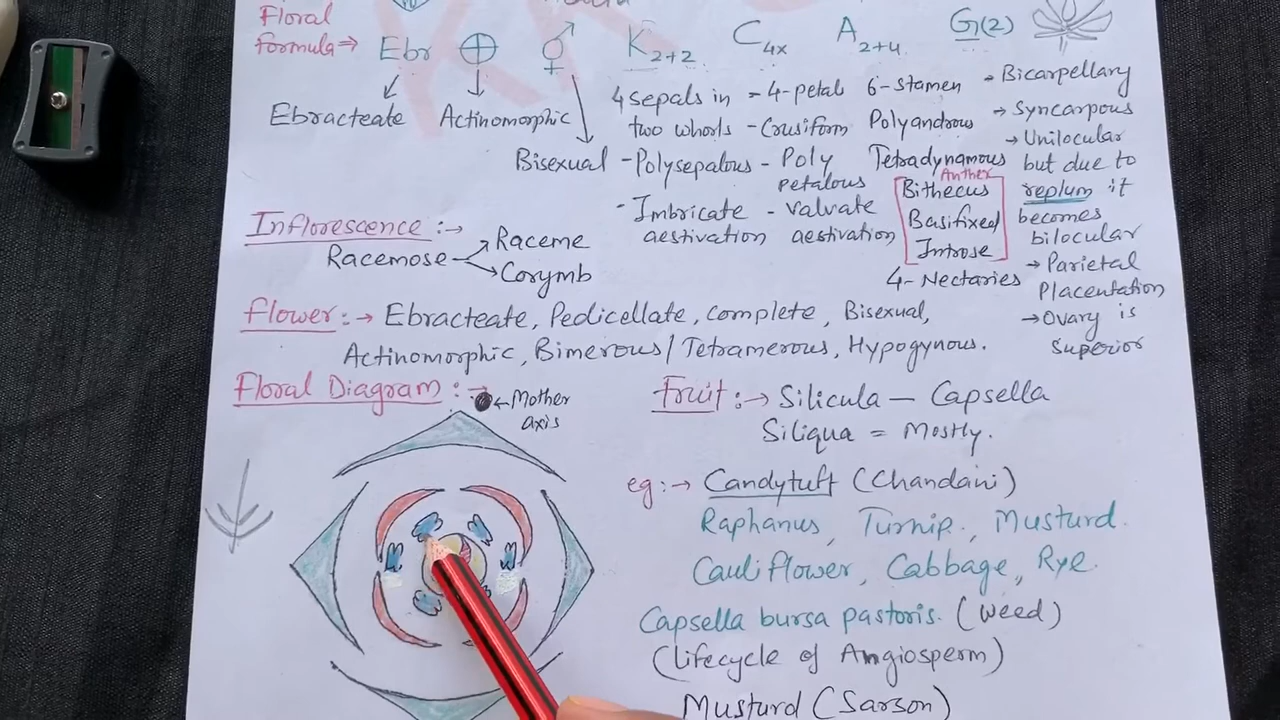 Floral
formula⇒ Ebr ⊕ ⚥ K2+2 C4x A2+4 G(2)
Ebracteate Actinomorphic Bisexual
4 sepals in
two whorls
-Polysepalous
- Imbricate
aestivation
= 4-petal
- Crusiform
- Poly
petalous
- valvate
aestivation
6-stamen
Polyandrous
Tetradynamous
Anther
Bithecus
Basifixed
Introse
4-Nectaries
→ Bicarpellary
→ Syncarpous
→ Unilocular
but due to
replum it
becomes
bilocular
→ Parietal
Placentation
→ Ovary is
Superior
Inflorescence :→
Racemose → Raceme
→ Corymb
Flower :→ Ebracteate, Pedicellate, complete, Bisexual,
Actinomorphic, Bimerous/Tetramerous, Hypogynous.
Floral Diagram :→
←Mother
axis
Fruit :→ Silicula — Capsella
Siliqua = Mostly.
eg :→ Candytuft (Chandani)
Raphanus, Turnip, Musturd.
Cauliflower, Cabbage, Rye.
Capsella bursa pastoris. (weed)
(lifecycle of Angiosperm)
Musturd (Sarson)